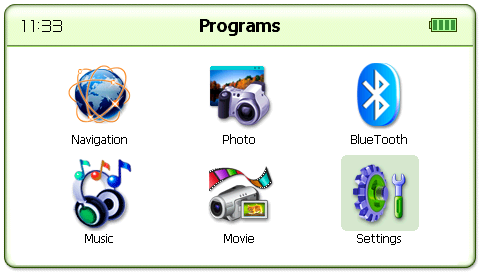 11:33 Programs
Navigation Photo BlueTooth
Music Movie Settings